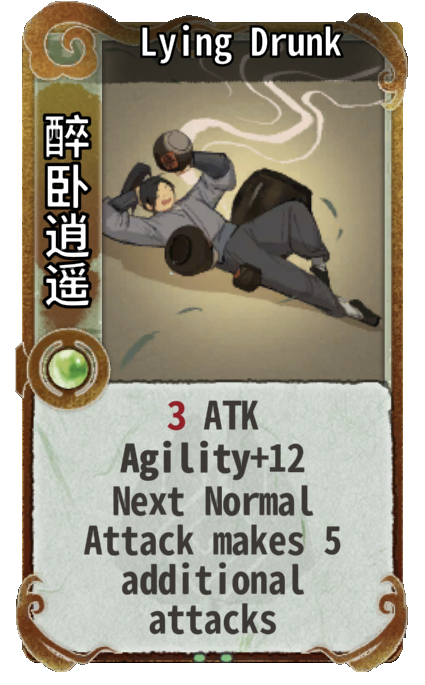 Lying Drunk
醉卧逍遥
3 ATK
Agility+12
Next Normal
Attack makes 5
additional
attacks